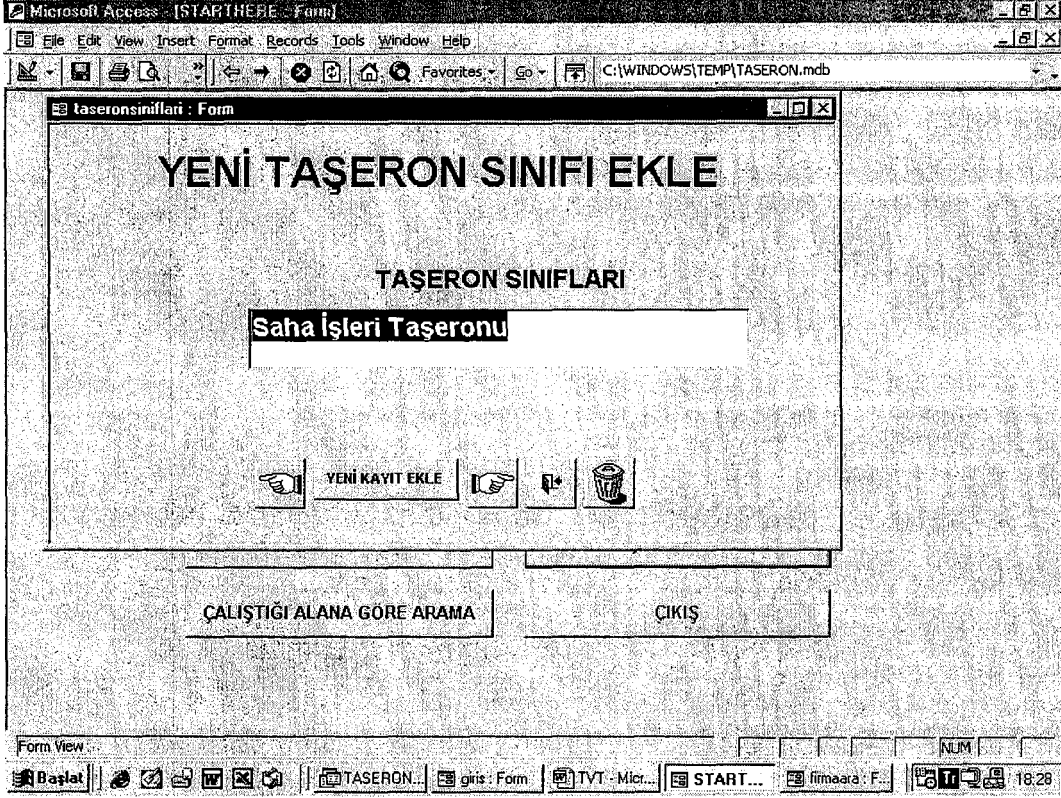 Microsoft Access - [STARTHERE - Form]
File Edit View Insert Format Records Tools Window Help
Favorites Go C:\WINDOWS\TEMP\TASERON.mdb
taseronsiniflari : Form
YENİ TAŞERON SINIFI EKLE
TAŞERON SINIFLARI
Saha İşleri Taşeronu
YENİ KAYIT EKLE
ÇALIŞTIĞI ALANA GÖRE ARAMA
ÇIKIŞ
Form View
NUM
Başlat TASERON... giris : Form TVT - Micr... START... firmaara : F... Tr 18:28